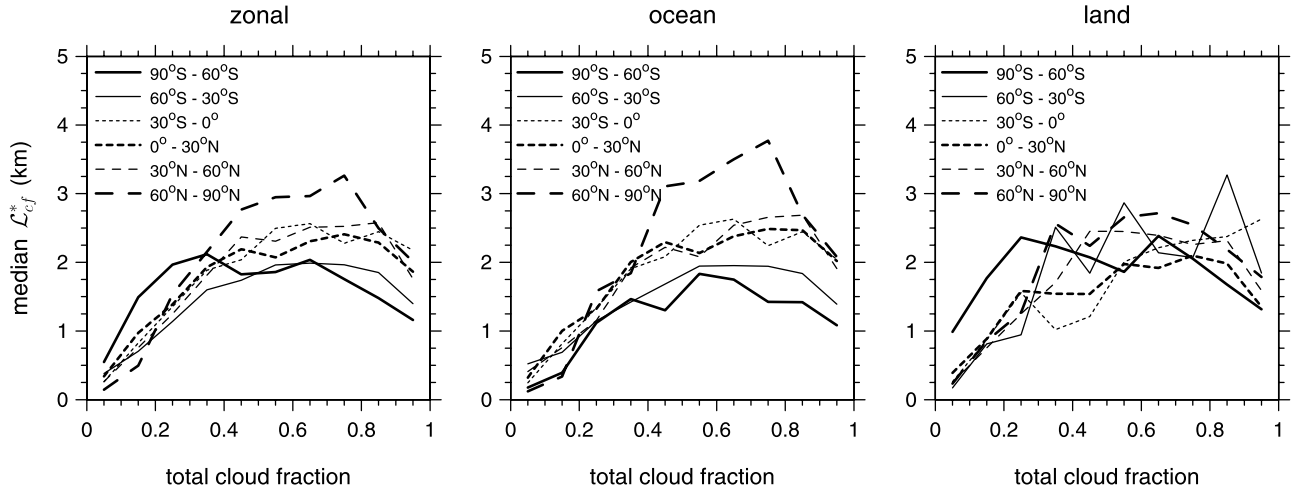 zonal
ocean
land
median ℒ*cf (km)
5
4
3
2
1
0
90°S - 60°S
60°S - 30°S
30°S - 0°
0° - 30°N
30°N - 60°N
60°N - 90°N
0 0.2 0.4 0.6 0.8 1
total cloud fraction
5
4
3
2
1
0
90°S - 60°S
60°S - 30°S
30°S - 0°
0° - 30°N
30°N - 60°N
60°N - 90°N
0 0.2 0.4 0.6 0.8 1
total cloud fraction
5
4
3
2
1
0
90°S - 60°S
60°S - 30°S
30°S - 0°
0° - 30°N
30°N - 60°N
60°N - 90°N
0 0.2 0.4 0.6 0.8 1
total cloud fraction